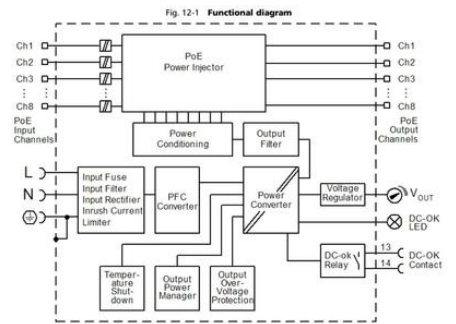 Fig. 12-1 Functional diagram
Ch1
Ch2
Ch3
Ch8
PoE
Input
Channels
PoE
Power Injector
Ch1
Ch2
Ch3
Ch8
PoE
Output
Channels
Power
Conditioning
Output
Filter
L
N
Input Fuse
Input Filter
Input Rectifier
Inrush Current
Limiter
PFC
Converter
Power
Converter
Voltage
Regulator
VOUT
DC-OK
LED
DC-ok
Relay
13
14
DC-OK
Contact
Temper-
ature
Shut-
down
Output
Power
Manager
Output
Over-
Voltage
Protection